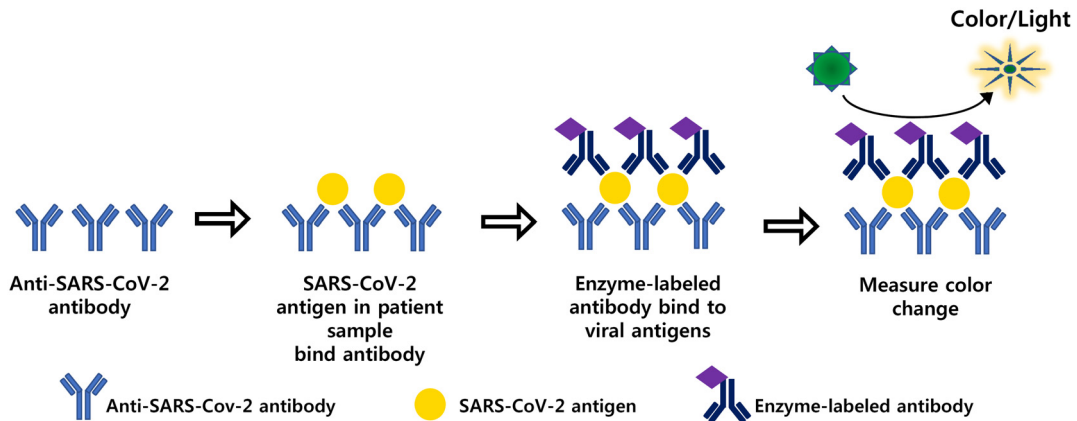 Color/Light
Anti-SARS-CoV-2
antibody
SARS-CoV-2
antigen in patient
sample
bind antibody
Enzyme-labeled
antibody bind to
viral antigens
Measure color
change
Anti-SARS-Cov-2 antibody
SARS-CoV-2 antigen
Enzyme-labeled antibody